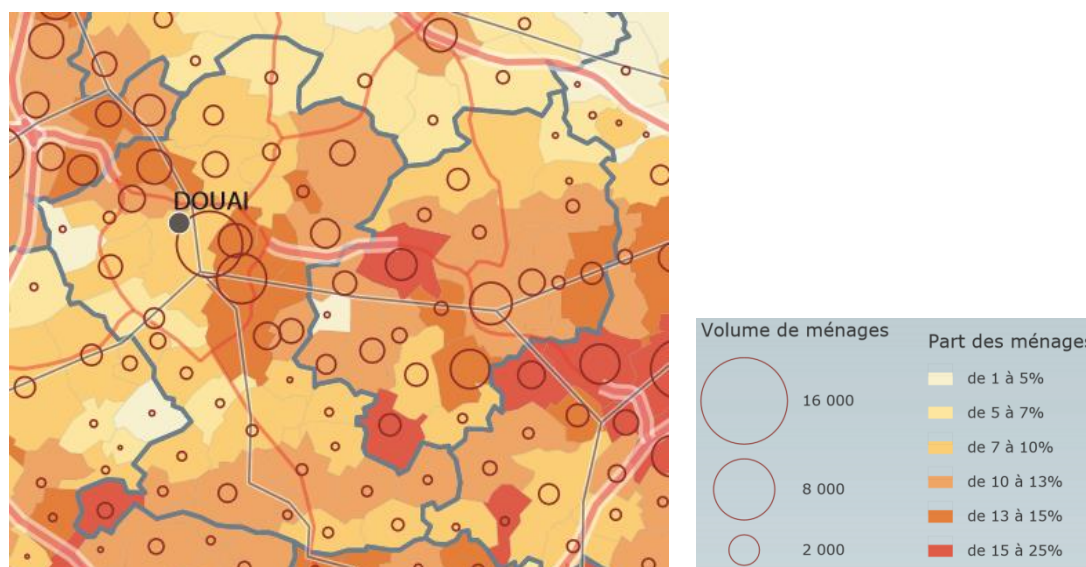 DOUAI
Volume de ménages
16 000
8 000
2 000
Part des ménages
de 1 à 5%
de 5 à 7%
de 7 à 10%
de 10 à 13%
de 13 à 15%
de 15 à 25%